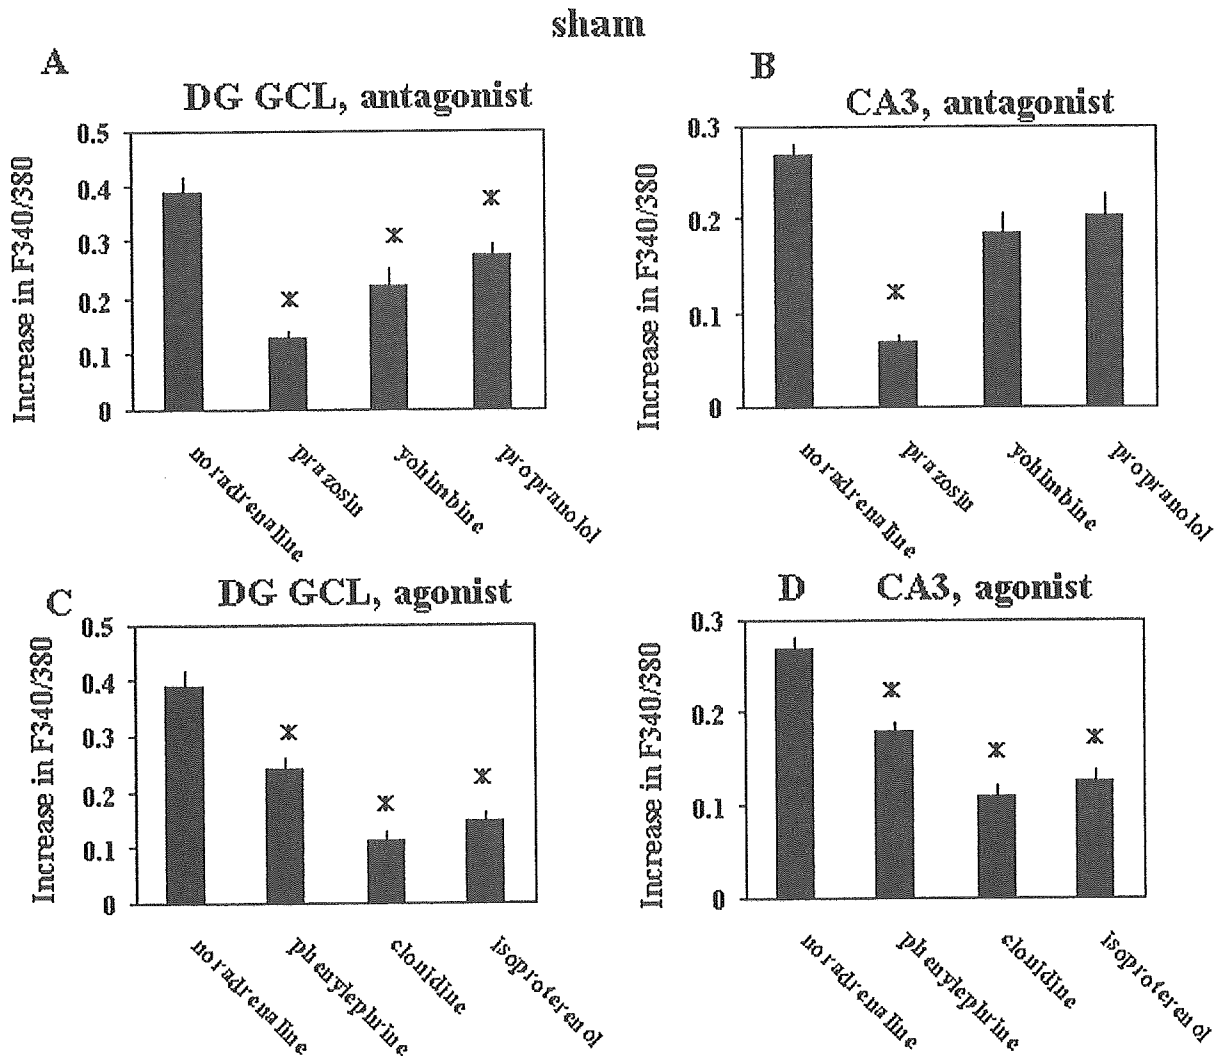 sham
A
DG GCL, antagonist
Increase in F340/380
0.5
0.4
0.3
0.2
0.1
0
*
*
*
noradrenaline
prazosin
yohimbine
propranolol
B
CA3, antagonist
Increase in F340/380
0.3
0.2
0.1
0
*
noradrenaline
prazosin
yohimbine
propranolol
C
DG GCL, agonist
Increase in F340/380
0.5
0.4
0.3
0.2
0.1
0
*
*
*
noradrenaline
phenylephrine
clonidine
isoproterenol
D
CA3, agonist
Increase in F340/380
0.3
0.2
0.1
0
*
*
*
noradrenaline
phenylephrine
clonidine
isoproterenol